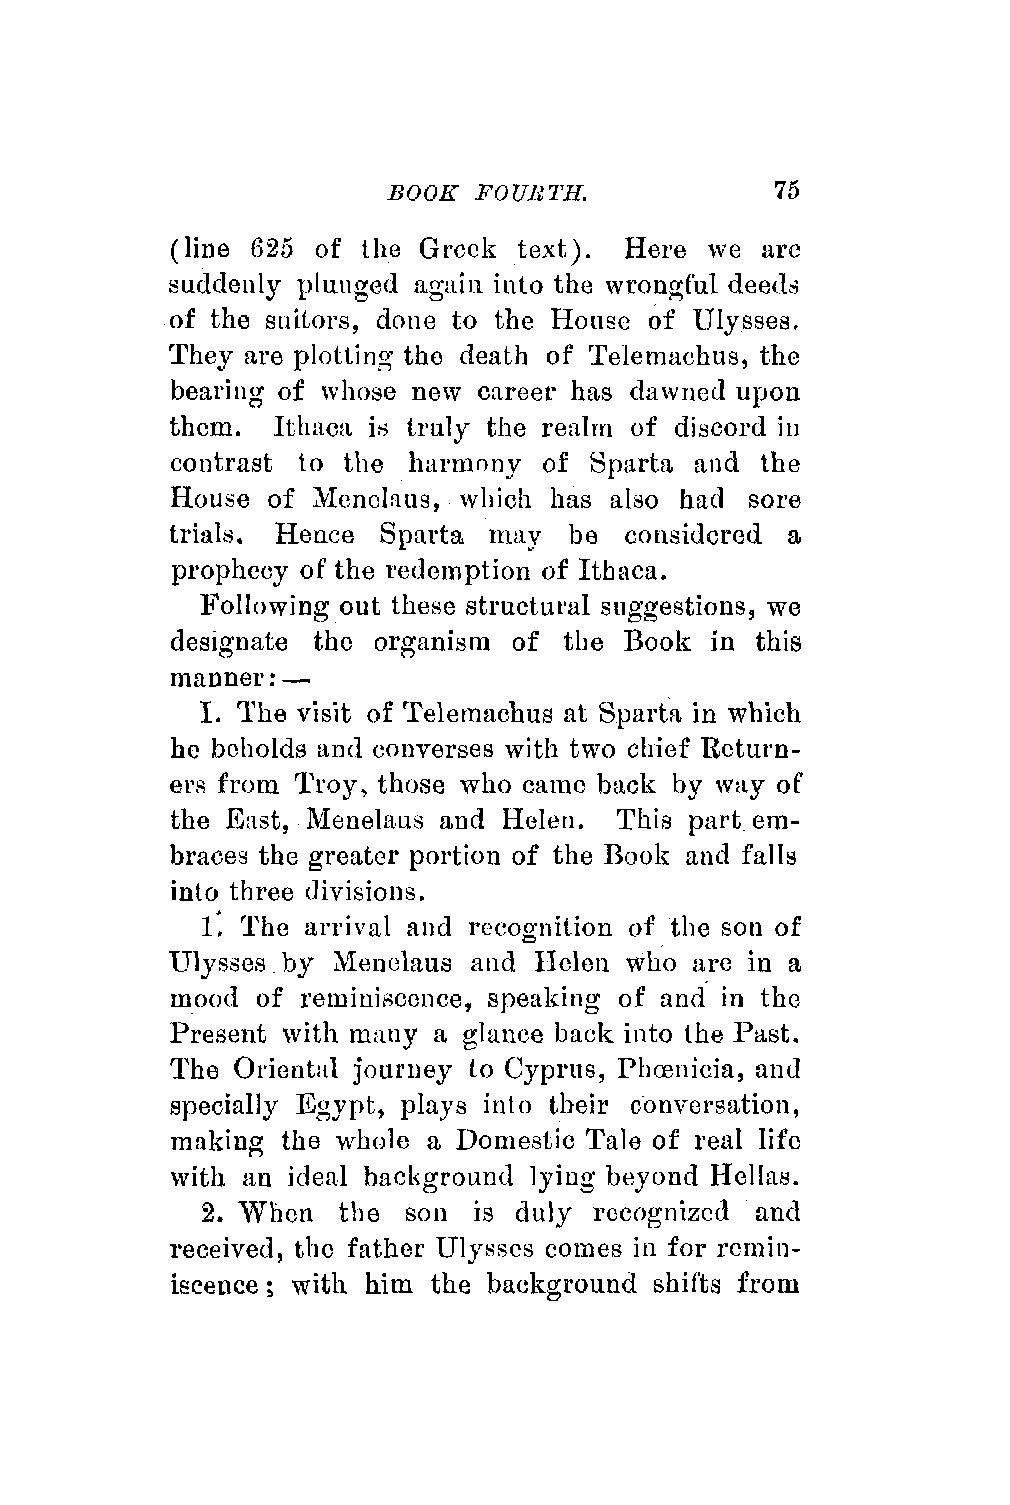 BOOK FOURTH. 75
(line 625 of the Greek text). Here we are
suddenly plunged again into the wrongful deeds
of the suitors, done to the House of Ulysses.
They are plotting the death of Telemachus, the
bearing of whose new career has dawned upon
them. Ithaca is truly the realm of discord in
contrast to the harmony of Sparta and the
House of Menelaus, which has also had sore
trials. Hence Sparta may be considered a
prophecy of the redemption of Ithaca.
Following out these structural suggestions, we
designate the organism of the Book in this
manner: —
I. The visit of Telemachus at Sparta in which
he beholds and converses with two chief Return-
ers from Troy, those who came back by way of
the East, Menelaus and Helen. This part em-
braces the greater portion of the Book and falls
into three divisions.
1. The arrival and recognition of the son of
Ulysses by Menelaus and Helen who are in a
mood of reminiscence, speaking of and in the
Present with many a glance back into the Past.
The Oriental journey to Cyprus, Phœnicia, and
specially Egypt, plays into their conversation,
making the whole a Domestic Tale of real life
with an ideal background lying beyond Hellas.
2. When the son is duly recognized and
received, the father Ulysses comes in for remin-
iscence; with him the background shifts from